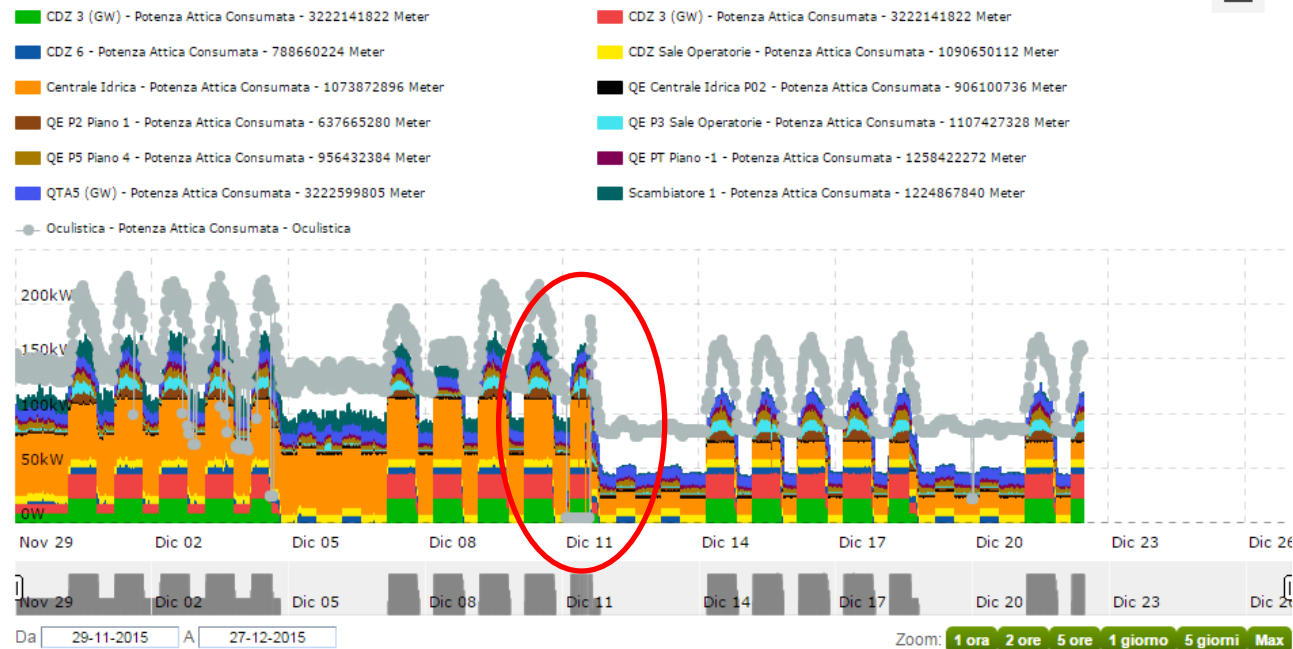 CDZ 3 (GW) - Potenza Attica Consumata - 3222141822 Meter
CDZ 3 (GW) - Potenza Attica Consumata - 3222141822 Meter
CDZ 6 - Potenza Attica Consumata - 788660224 Meter
CDZ Sale Operatorie - Potenza Attica Consumata - 1090650112 Meter
Centrale Idrica - Potenza Attica Consumata - 1073872896 Meter
QE Centrale Idrica P02 - Potenza Attica Consumata - 906100736 Meter
QE P2 Piano 1 - Potenza Attica Consumata - 637665280 Meter
QE P3 Sale Operatorie - Potenza Attica Consumata - 1107427328 Meter
QE P5 Piano 4 - Potenza Attica Consumata - 956432384 Meter
QE PT Piano -1 - Potenza Attica Consumata - 1258422272 Meter
QTA5 (GW) - Potenza Attica Consumata - 3222599805 Meter
Scambiatore 1 - Potenza Attica Consumata - 1224867840 Meter
Oculistica - Potenza Attica Consumata - Oculistica
200kW
150kW
100kW
50kW
0W
Nov 29 Dic 02 Dic 05 Dic 08 Dic 11 Dic 14 Dic 17 Dic 20 Dic 23 Dic 26
Nov 29 Dic 02 Dic 05 Dic 08 Dic 11 Dic 14 Dic 17 Dic 20 Dic 23 Dic 26
Da 29-11-2015 A 27-12-2015
Zoom: 1 ora 2 ore 5 ore 1 giorno 5 giorni Max